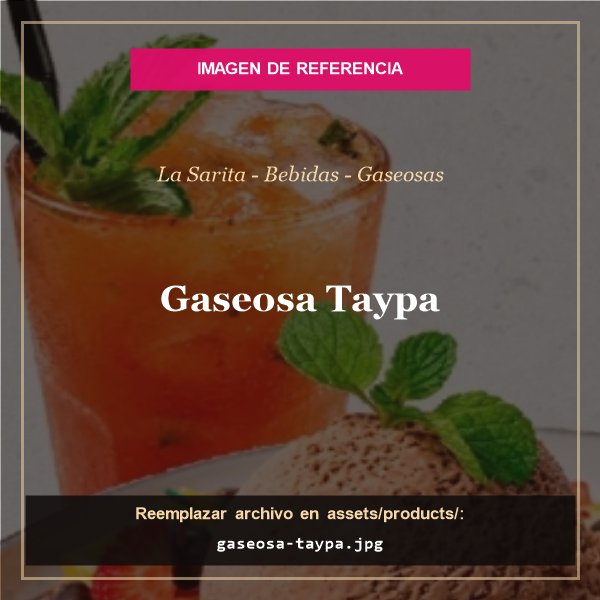 IMAGEN DE REFERENCIA
La Sarita - Bebidas - Gaseosas
Gaseosa Taypa
Reemplazar archivo en assets/products/:
gaseosa-taypa.jpg